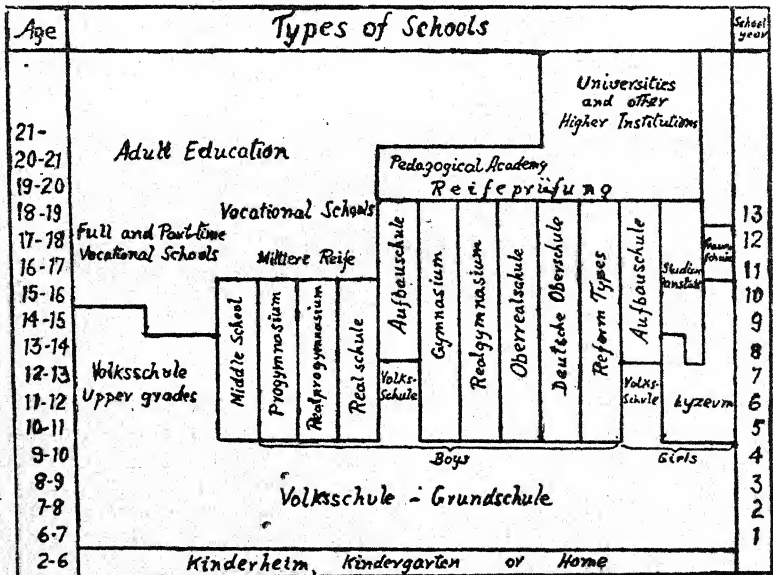 Age
Types of Schools
School year
Universities
and other
Higher Institutions
21-
20-21
19-20
18-19
17-18
16-17
15-16
14-15
13-14
12-13
11-12
10-11
9-10
8-9
7-8
6-7
2-6
Adult Education
Pedagogical Academy
Reifeprüfung
Vocational Schools
Full and Part-time
Vocational Schools
Mittlere Reife
Volksschule
Upper grades
Middle School
Progymnasium
Realprogymnasium
Realschule
Aufbauschule
Volks-
Schule
Gymnasium
Realgymnasium
Oberrealschule
Deutsche Oberschule
Reform Types
Aufbauschule
Volks-
Schule
Studien
anstalt
Lyzeum
13
12
11
10
9
8
7
6
5
4
3
2
1
Boys
Girls
Volksschule - Grundschule
Kinderheim, Kindergarten or Home